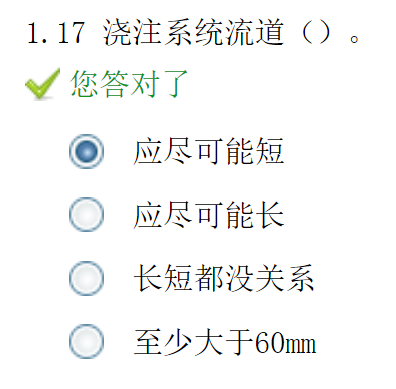 1.17 浇注系统流道（）。
您答对了
应尽可能短
应尽可能长
长短都没关系
至少大于60mm